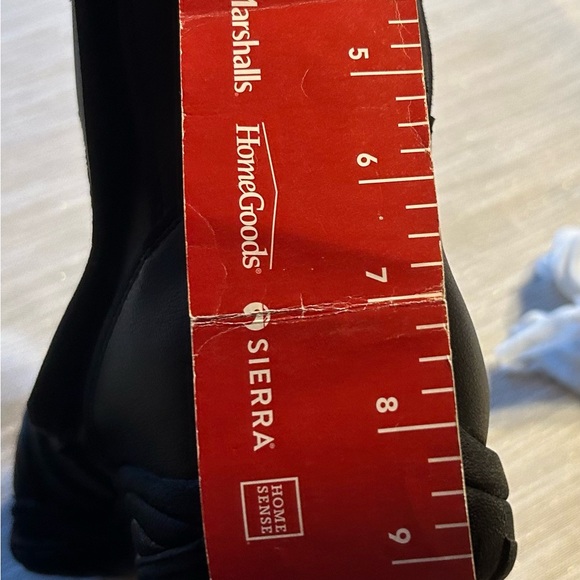 Marshalls.
HomeGoods®
SIERRA®
HOME
SENSE
5
6
7
8
9